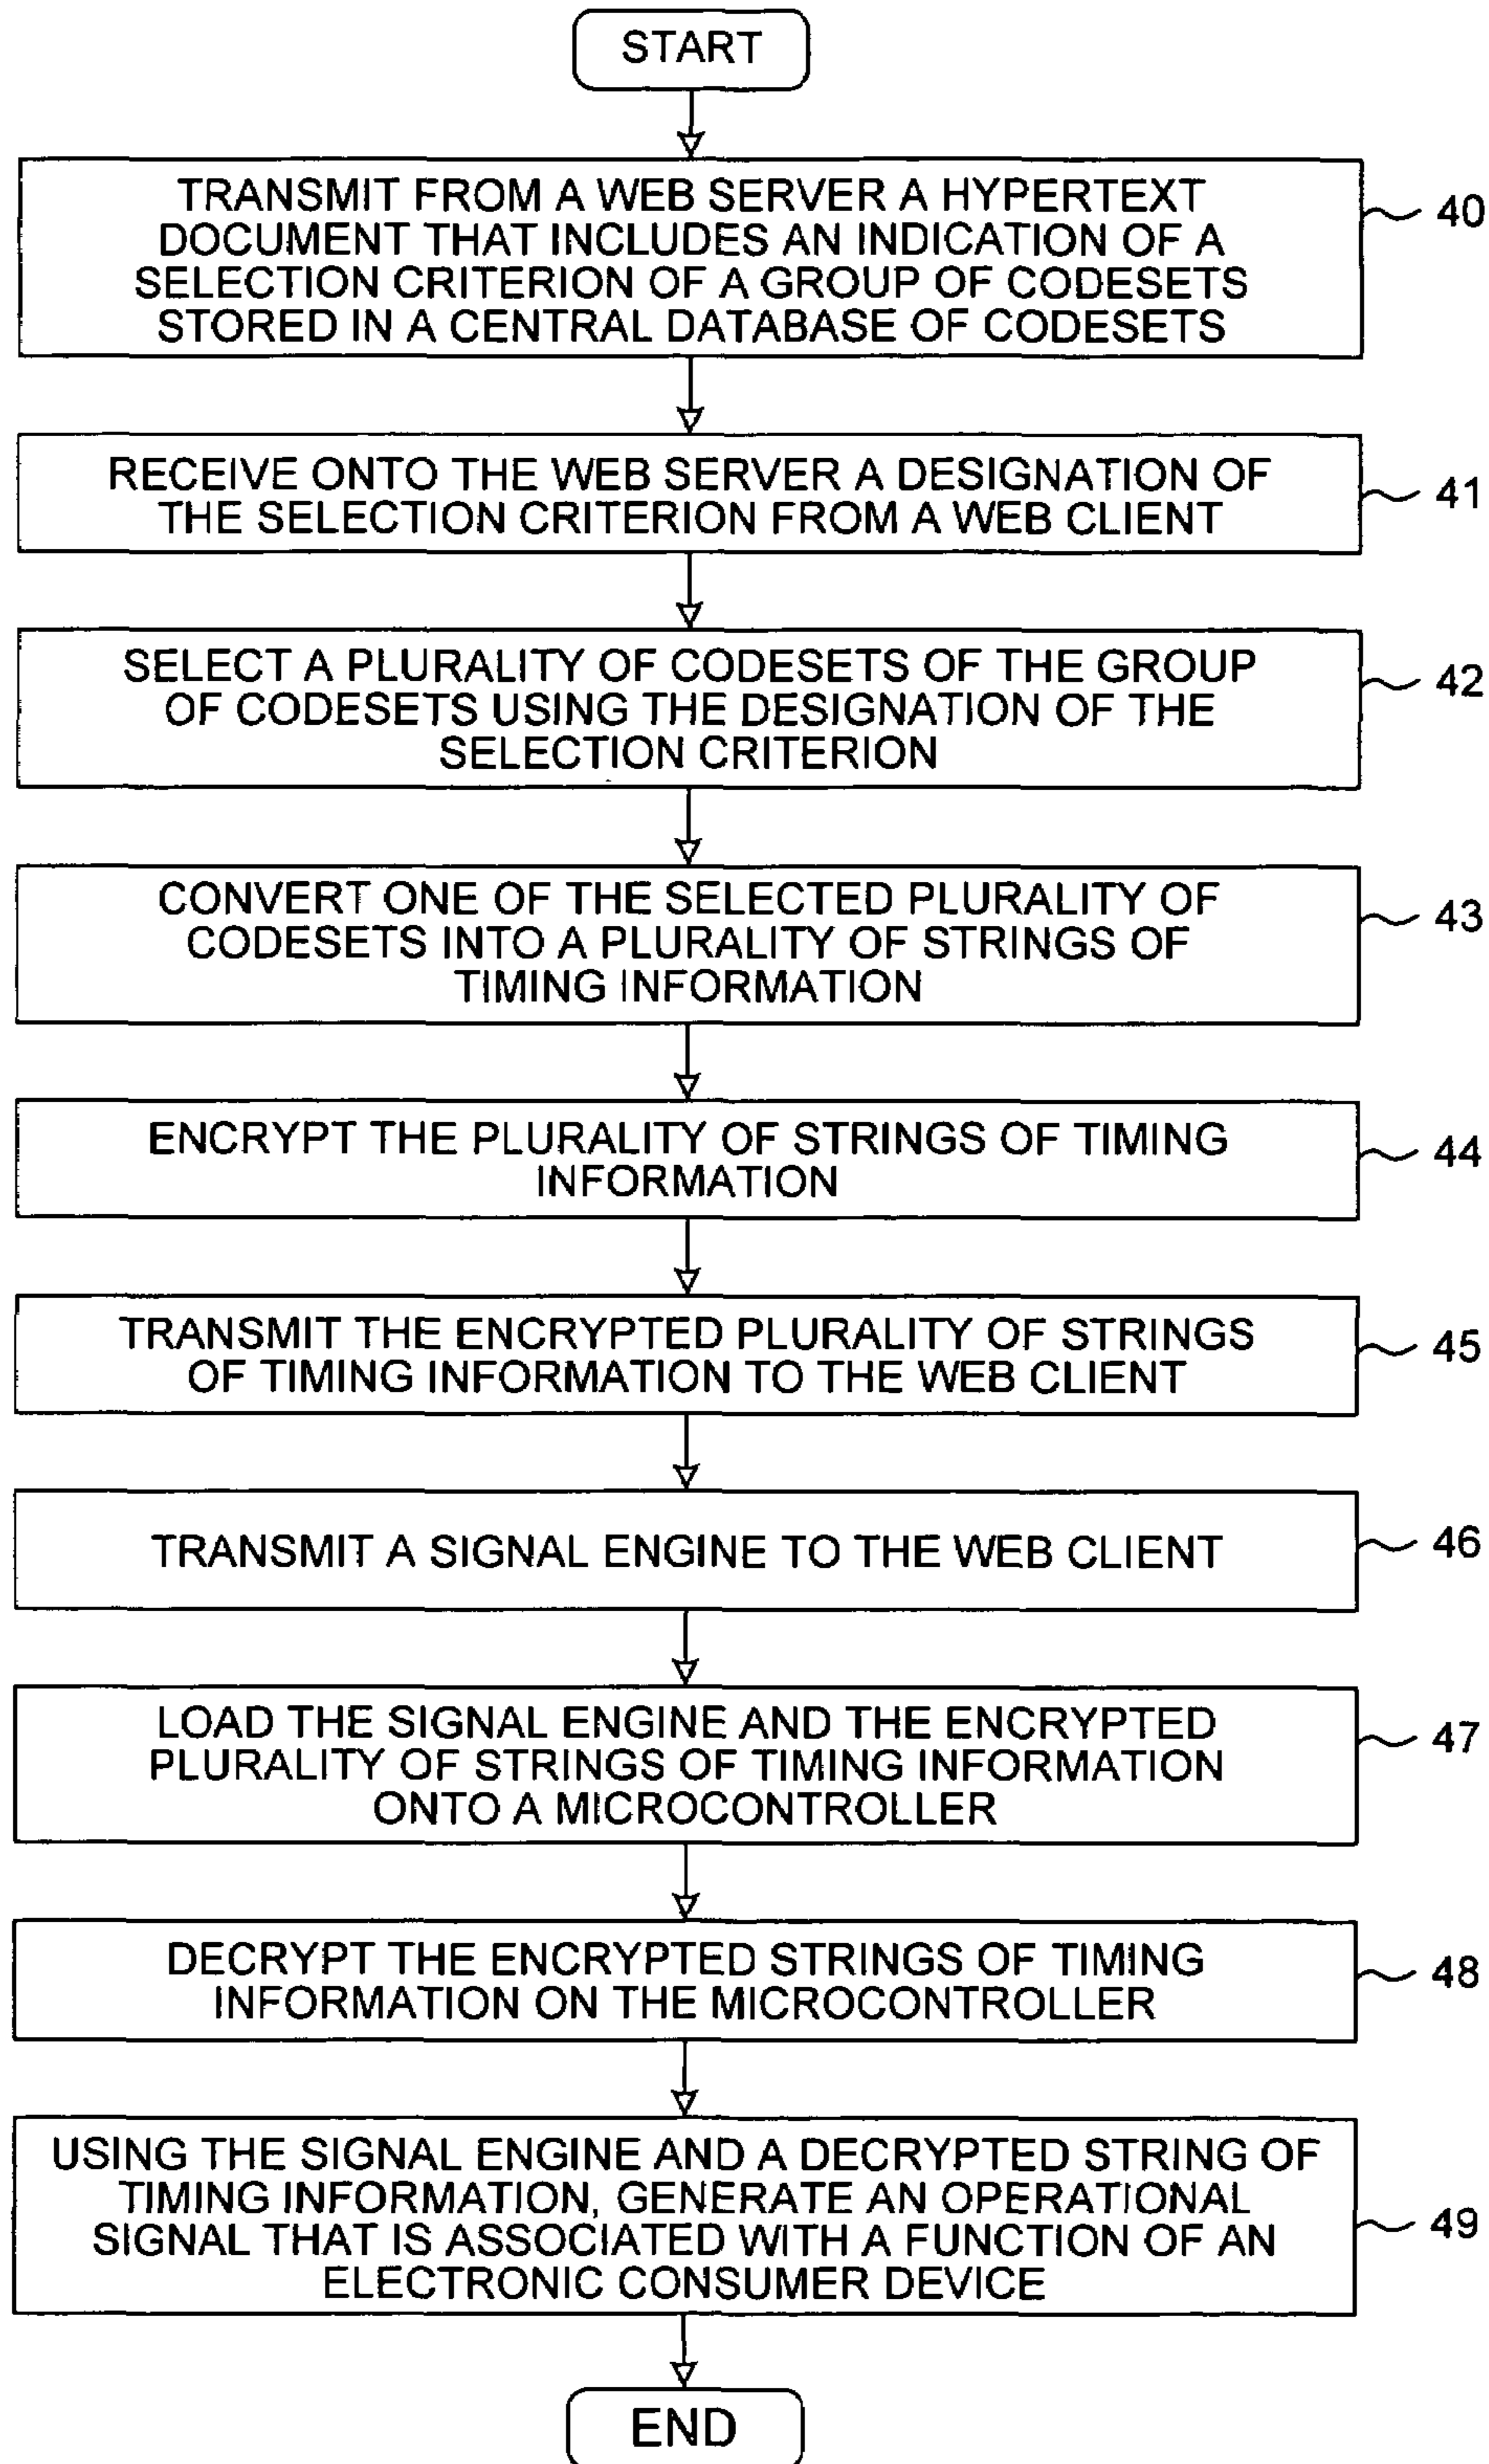 START
TRANSMIT FROM A WEB SERVER A HYPERTEXT
DOCUMENT THAT INCLUDES AN INDICATION OF A
SELECTION CRITERION OF A GROUP OF CODESETS
STORED IN A CENTRAL DATABASE OF CODESETS
40
RECEIVE ONTO THE WEB SERVER A DESIGNATION OF
THE SELECTION CRITERION FROM A WEB CLIENT
41
SELECT A PLURALITY OF CODESETS OF THE GROUP
OF CODESETS USING THE DESIGNATION OF THE
SELECTION CRITERION
42
CONVERT ONE OF THE SELECTED PLURALITY OF
CODESETS INTO A PLURALITY OF STRINGS OF
TIMING INFORMATION
43
ENCRYPT THE PLURALITY OF STRINGS OF TIMING
INFORMATION
44
TRANSMIT THE ENCRYPTED PLURALITY OF STRINGS
OF TIMING INFORMATION TO THE WEB CLIENT
45
TRANSMIT A SIGNAL ENGINE TO THE WEB CLIENT
46
LOAD THE SIGNAL ENGINE AND THE ENCRYPTED
PLURALITY OF STRINGS OF TIMING INFORMATION
ONTO A MICROCONTROLLER
47
DECRYPT THE ENCRYPTED STRINGS OF TIMING
INFORMATION ON THE MICROCONTROLLER
48
USING THE SIGNAL ENGINE AND A DECRYPTED STRING OF
TIMING INFORMATION, GENERATE AN OPERATIONAL
SIGNAL THAT IS ASSOCIATED WITH A FUNCTION OF AN
ELECTRONIC CONSUMER DEVICE
49
END